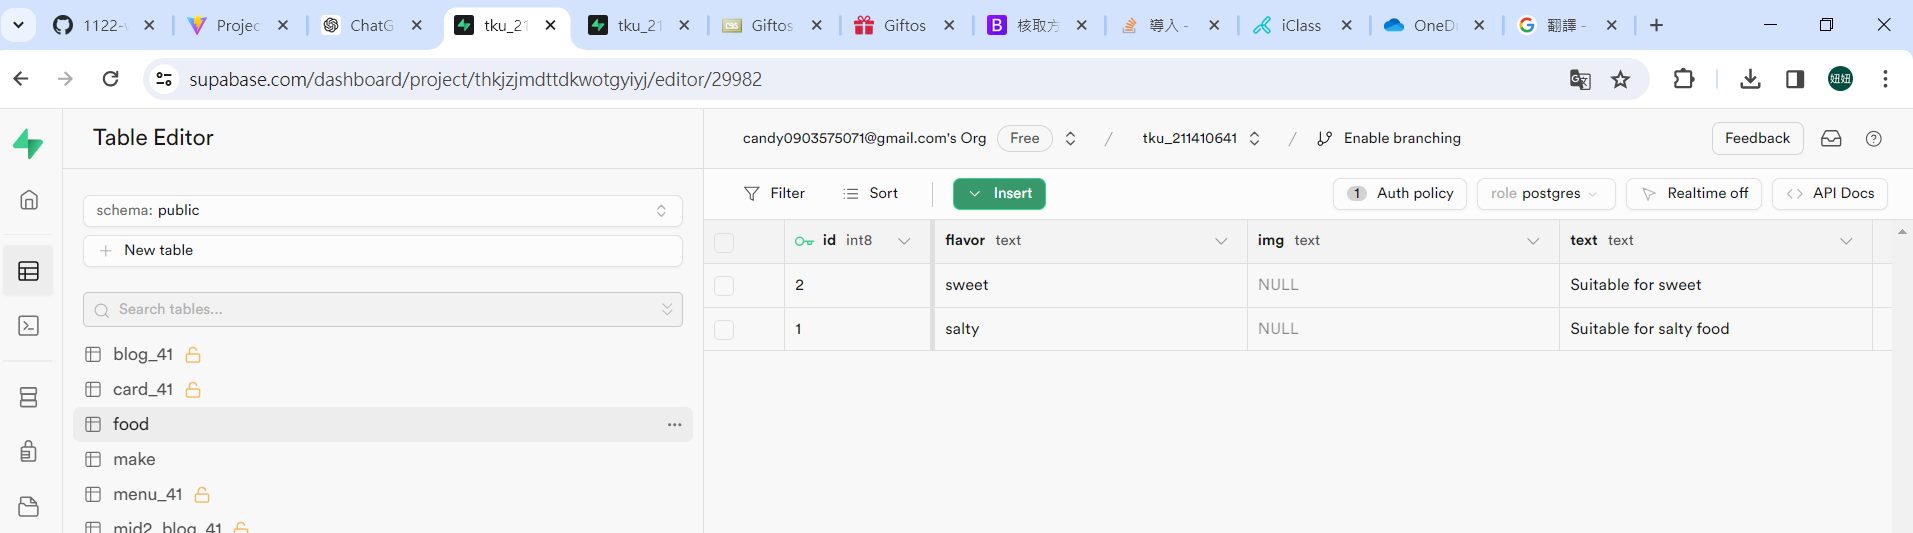 1122-
Projec
ChatG
tku_21
tku_21
Giftos
Giftos
核取方
導入 -
iClass
OneD
翻譯 -
supabase.com/dashboard/project/thkjzjmdttdkwotgyiyj/editor/29982
妞妞
Table Editor
candy0903575071@gmail.com's Org Free / tku_211410641 / Enable branching
Feedback
schema: public
New table
Search tables...
blog_41
card_41
food
make
menu_41
mid2_blog_41
Filter Sort Insert
1 Auth policy role postgres Realtime off API Docs
id int8 flavor text img text text text
2 sweet NULL Suitable for sweet
1 salty NULL Suitable for salty food